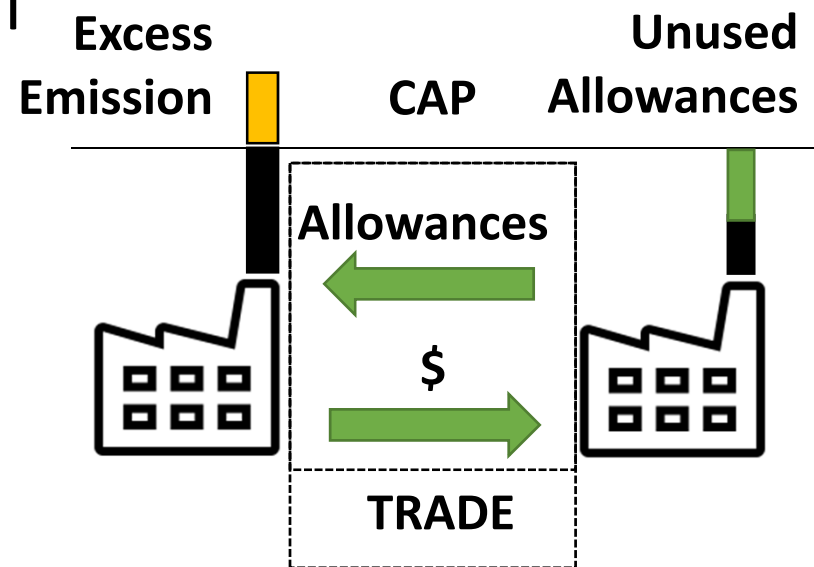 Excess
Emission
CAP
Unused
Allowances
Allowances
$
TRADE